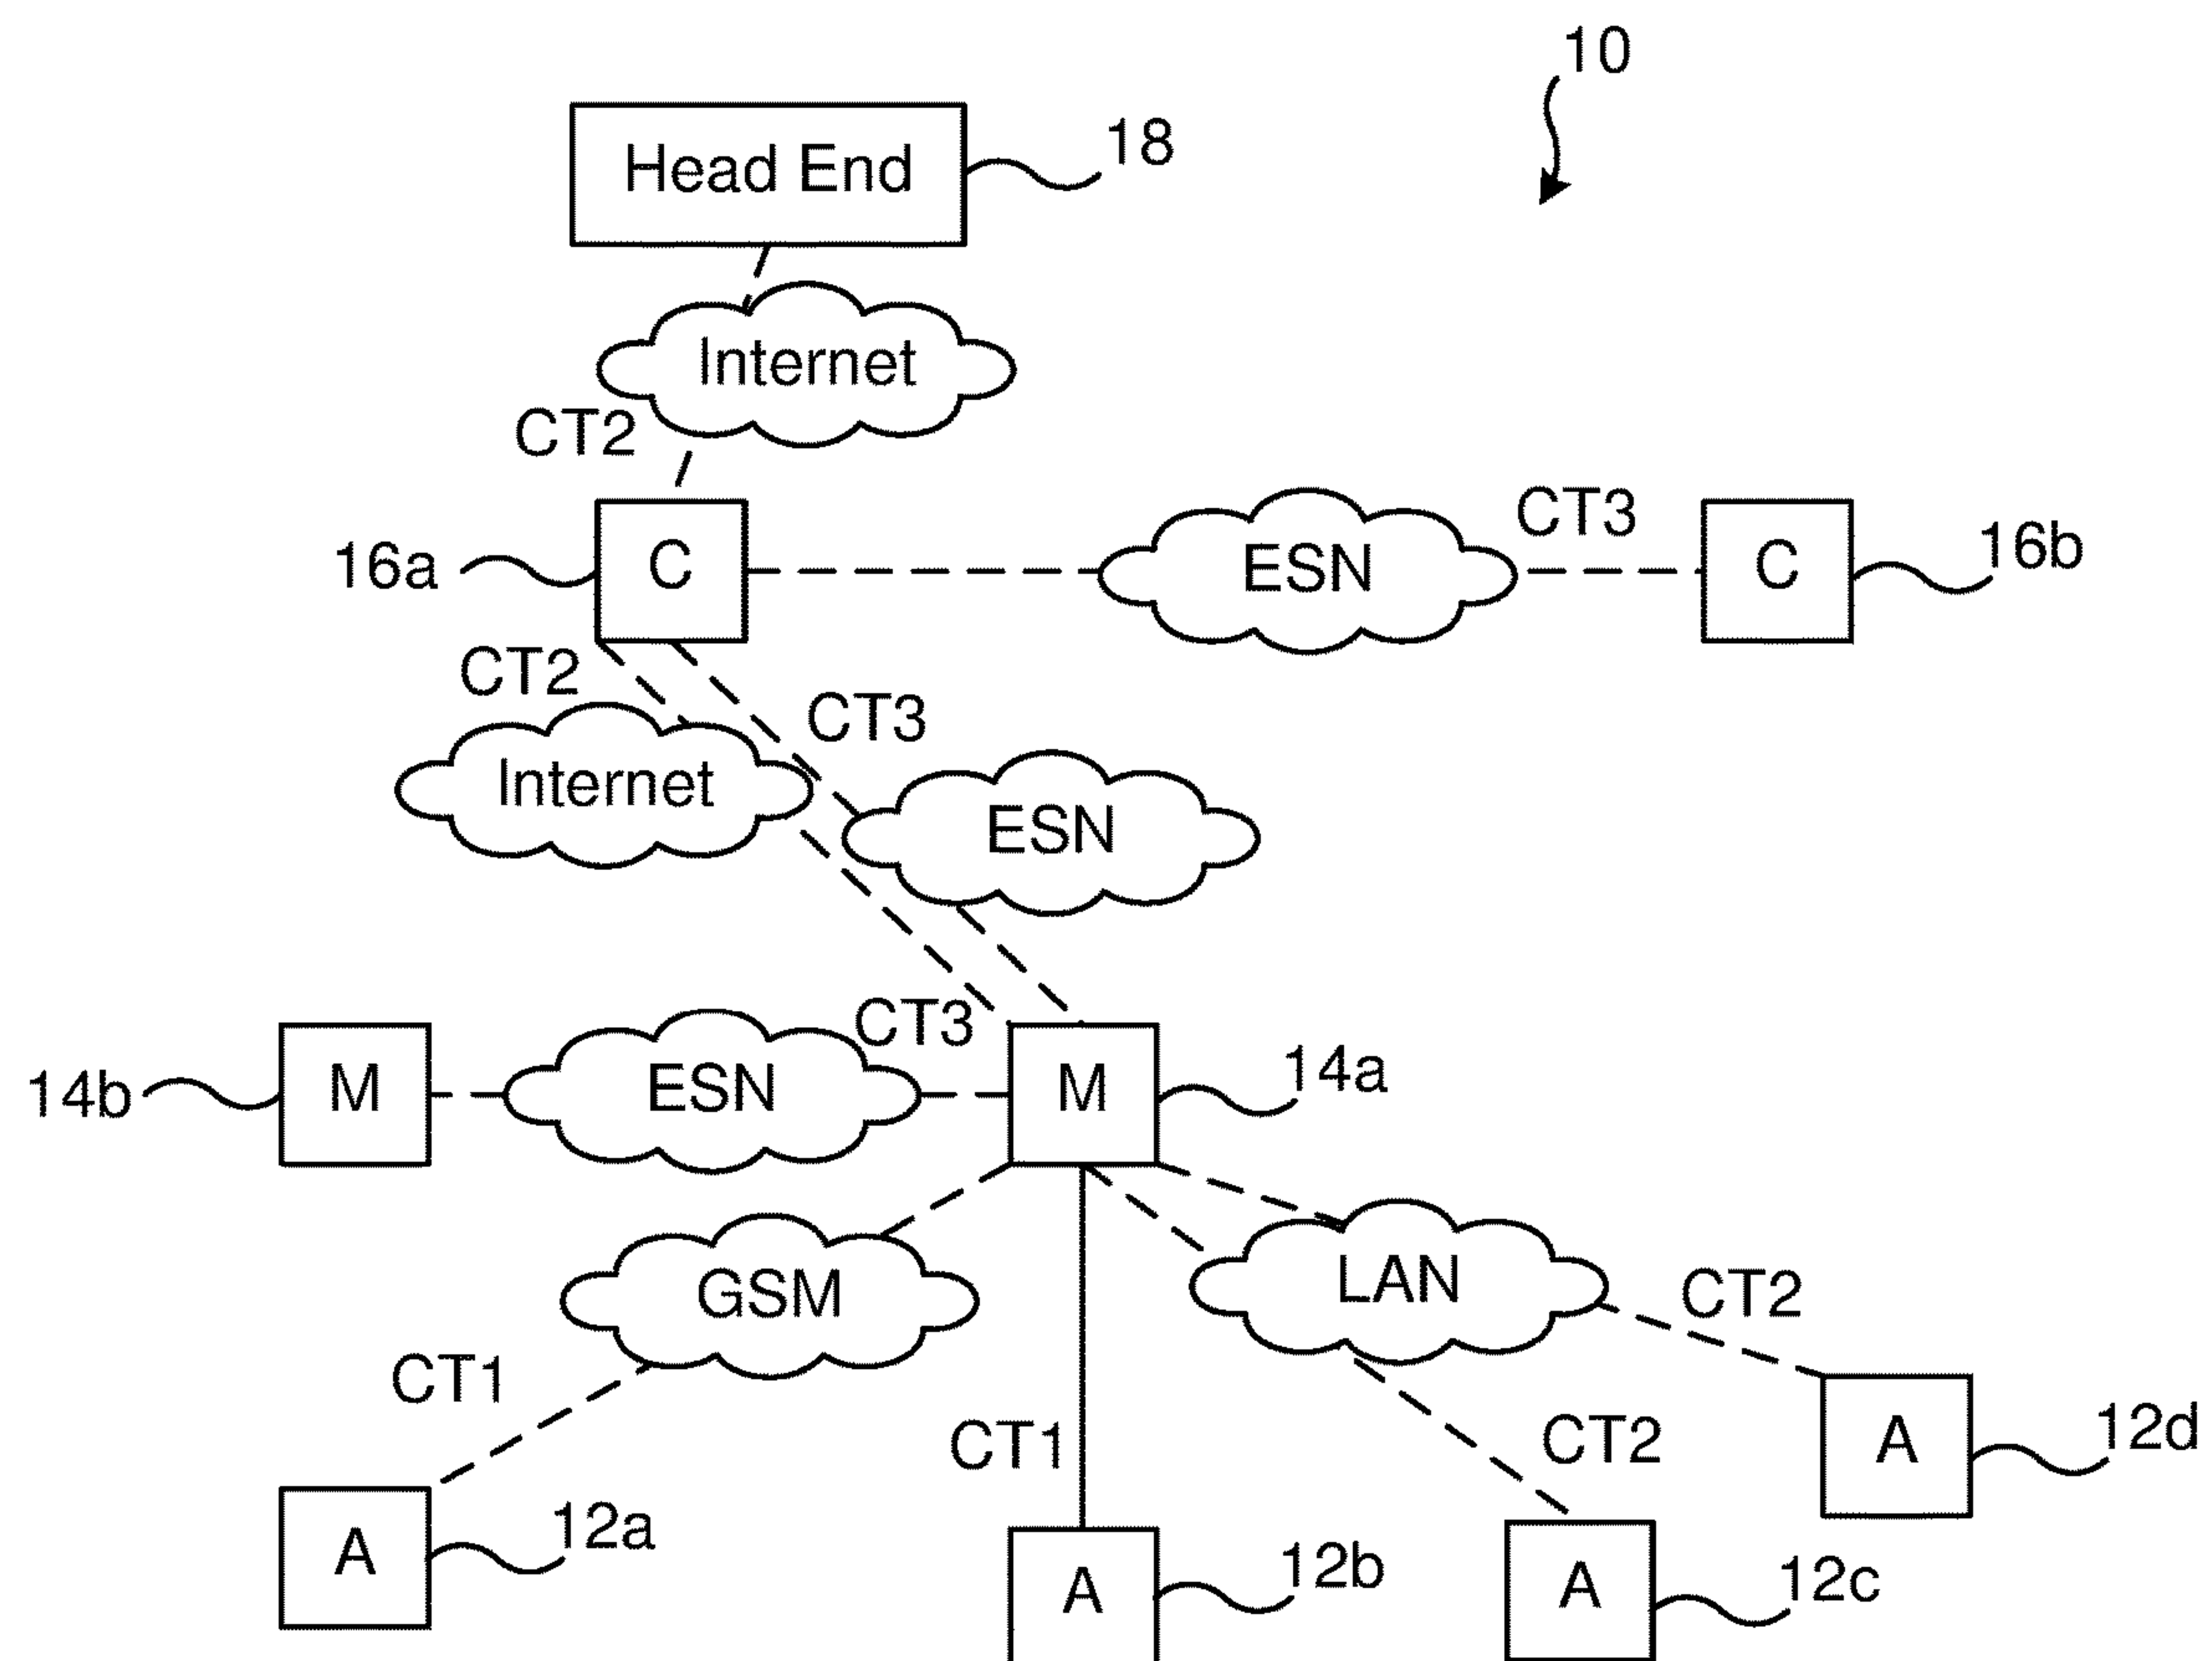 10
Head End
18
Internet
CT2
16a
C
ESN
CT3
C
16b
CT2
CT3
Internet
ESN
CT3
14b
M
ESN
M
14a
GSM
LAN
CT2
CT1
CT1
CT2
A
12d
A
12a
A
12b
A
12c